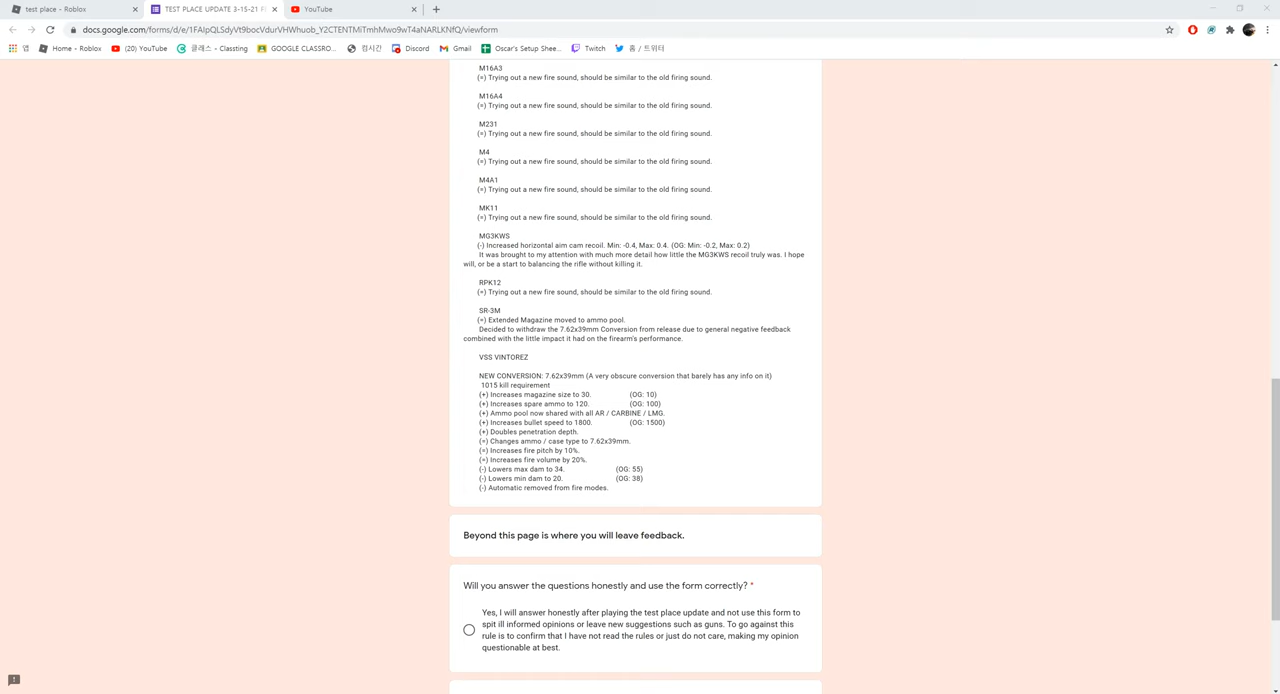 test place - Roblox
TEST PLACE UPDATE 3-15-21 F
YouTube
docs.google.com/forms/d/e/1FAIpQLSdyVt9bocVdurVHWhuob_Y2CTENTMiTmhMwo9wT4aNARLKNfQ/viewform
앱
Home - Roblox
(20) YouTube
클래스 - Classting
GOOGLE CLASSRO...
컴시간
Discord
Gmail
Oscar's Setup Shee...
Twitch
홈 / 트위터
M16A3
(=) Trying out a new fire sound, should be similar to the old firing sound.
M16A4
(=) Trying out a new fire sound, should be similar to the old firing sound.
M231
(=) Trying out a new fire sound, should be similar to the old firing sound.
M4
(=) Trying out a new fire sound, should be similar to the old firing sound.
M4A1
(=) Trying out a new fire sound, should be similar to the old firing sound.
MK11
(=) Trying out a new fire sound, should be similar to the old firing sound.
MG3KWS
(-) Increased horizontal aim cam recoil. Min: -0.4, Max: 0.4. (OG: Min: -0.2, Max: 0.2)
It was brought to my attention with much more detail how little the MG3KWS recoil truly was. I hope
will, or be a start to balancing the rifle without killing it.
RPK12
(=) Trying out a new fire sound, should be similar to the old firing sound.
SR-3M
(=) Extended Magazine moved to ammo pool.
Decided to withdraw the 7.62x39mm Conversion from release due to general negative feedback
combined with the little impact it had on the firearm's performance.
VSS VINTOREZ
NEW CONVERSION: 7.62x39mm (A very obscure conversion that barely has any info on it)
1015 kill requirement
(+) Increases magazine size to 30. (OG: 10)
(+) Increases spare ammo to 120. (OG: 100)
(+) Ammo pool now shared with all AR / CARBINE / LMG.
(+) Increases bullet speed to 1800. (OG: 1500)
(+) Doubles penetration depth.
(=) Changes ammo / case type to 7.62x39mm.
(=) Increases fire pitch by 10%.
(=) Increases fire volume by 20%.
(-) Lowers max dam to 34. (OG: 55)
(-) Lowers min dam to 20. (OG: 38)
(-) Automatic removed from fire modes.
Beyond this page is where you will leave feedback.
Will you answer the questions honestly and use the form correctly? *
Yes, I will answer honestly after playing the test place update and not use this form to
spit ill informed opinions or leave new suggestions such as guns. To go against this
rule is to confirm that I have not read the rules or just do not care, making my opinion
questionable at best.